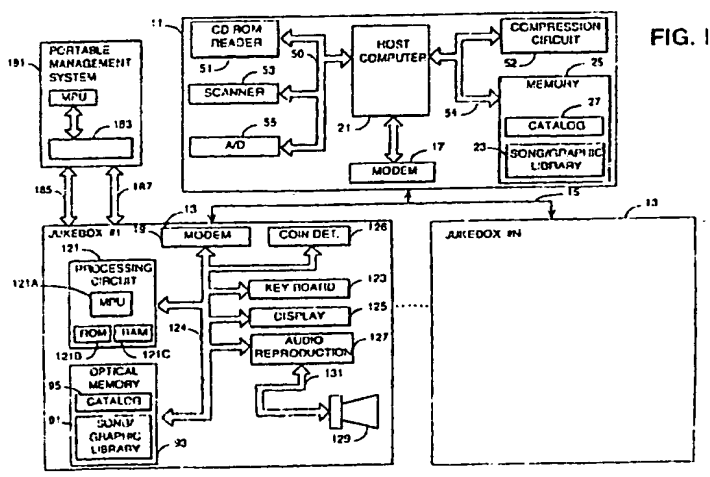 FIG. I
11
CD ROM
READER
51
50
HOST
COMPUTER
21
COMPRESSION
CIRCUIT
52
PORTABLE
MANAGEMENT
SYSTEM
191
MPU
183
SCANNER
53
55
A/D
54
25
MEMORY
27
CATALOG
23
SONG/GRAPHIC
LIBRARY
17
MODEM
185
187
15
13
JUKEBOX #1
19
MODEM
COIN DET.
126
13
JUKEBOX #N
121
PROCESSING
CIRCUIT
121A
MPU
ROM
RAM
121B
121C
124
KEY BOARD
123
DISPLAY
125
AUDIO
REPRODUCTION
127
131
129
OPTICAL
MEMORY
95
CATALOG
91
SONG/
GRAPHIC
LIBRARY
93